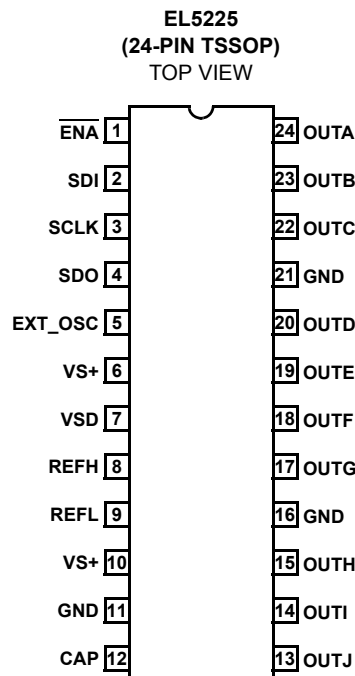 EL5225
(24-PIN TSSOP)
TOP VIEW
ENA 1 24 OUTA
SDI 2 23 OUTB
SCLK 3 22 OUTC
SDO 4 21 GND
EXT_OSC 5 20 OUTD
VS+ 6 19 OUTE
VSD 7 18 OUTF
REFH 8 17 OUTG
REFL 9 16 GND
VS+ 10 15 OUTH
GND 11 14 OUTI
CAP 12 13 OUTJ